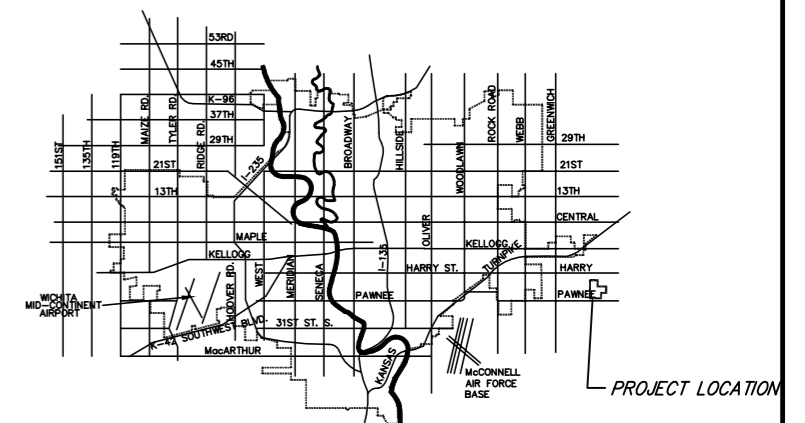 53RD
45TH
K-96
37TH
29TH
21ST
13TH
151ST
135TH
119TH
MAIZE RD.
TYLER RD.
RIDGE RD.
I-235
BROADWAY
HILLSIDE
WOODLAWN
ROCK ROAD
WEBB
GREENWICH
29TH
21ST
13TH
CENTRAL
MAPLE
KELLOGG
HOOVER RD.
WEST
MERIDIAN
SENECA
I-135
OLIVER
KELLOGG
TURNPIKE
HARRY ST.
HARRY
PAWNEE
PAWNEE
WICHITA
MID-CONTINENT
AIRPORT
K-42 SOUTHWEST BLVD.
31ST ST. S.
MacARTHUR
KANSAS
McCONNELL
AIR FORCE
BASE
PROJECT LOCATION